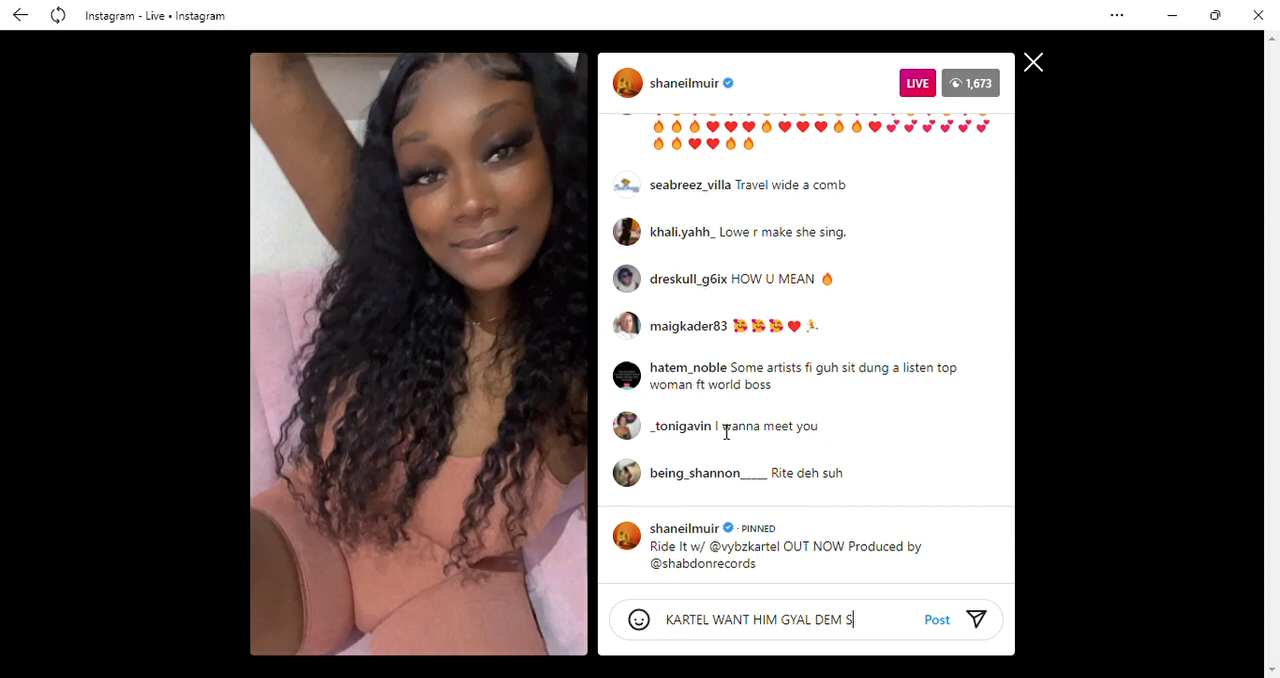 Instagram - Live • Instagram
shaneilmuir
LIVE
1,673
seabreez_villa Travel wide a comb
khali.yahh_ Lowe r make she sing.
dreskull_g6ix HOW U MEAN 🔥
maigkader83 🥰🥰🥰❤️🏃
hatem_noble Some artists fi guh sit dung a listen top
woman ft world boss
_tonigavin I wanna meet you
being_shannon_____ Rite deh suh
shaneilmuir · PINNED
Ride It w/ @vybzkartel OUT NOW Produced by
@shabdonrecords
KARTEL WANT HIM GYAL DEM S
Post